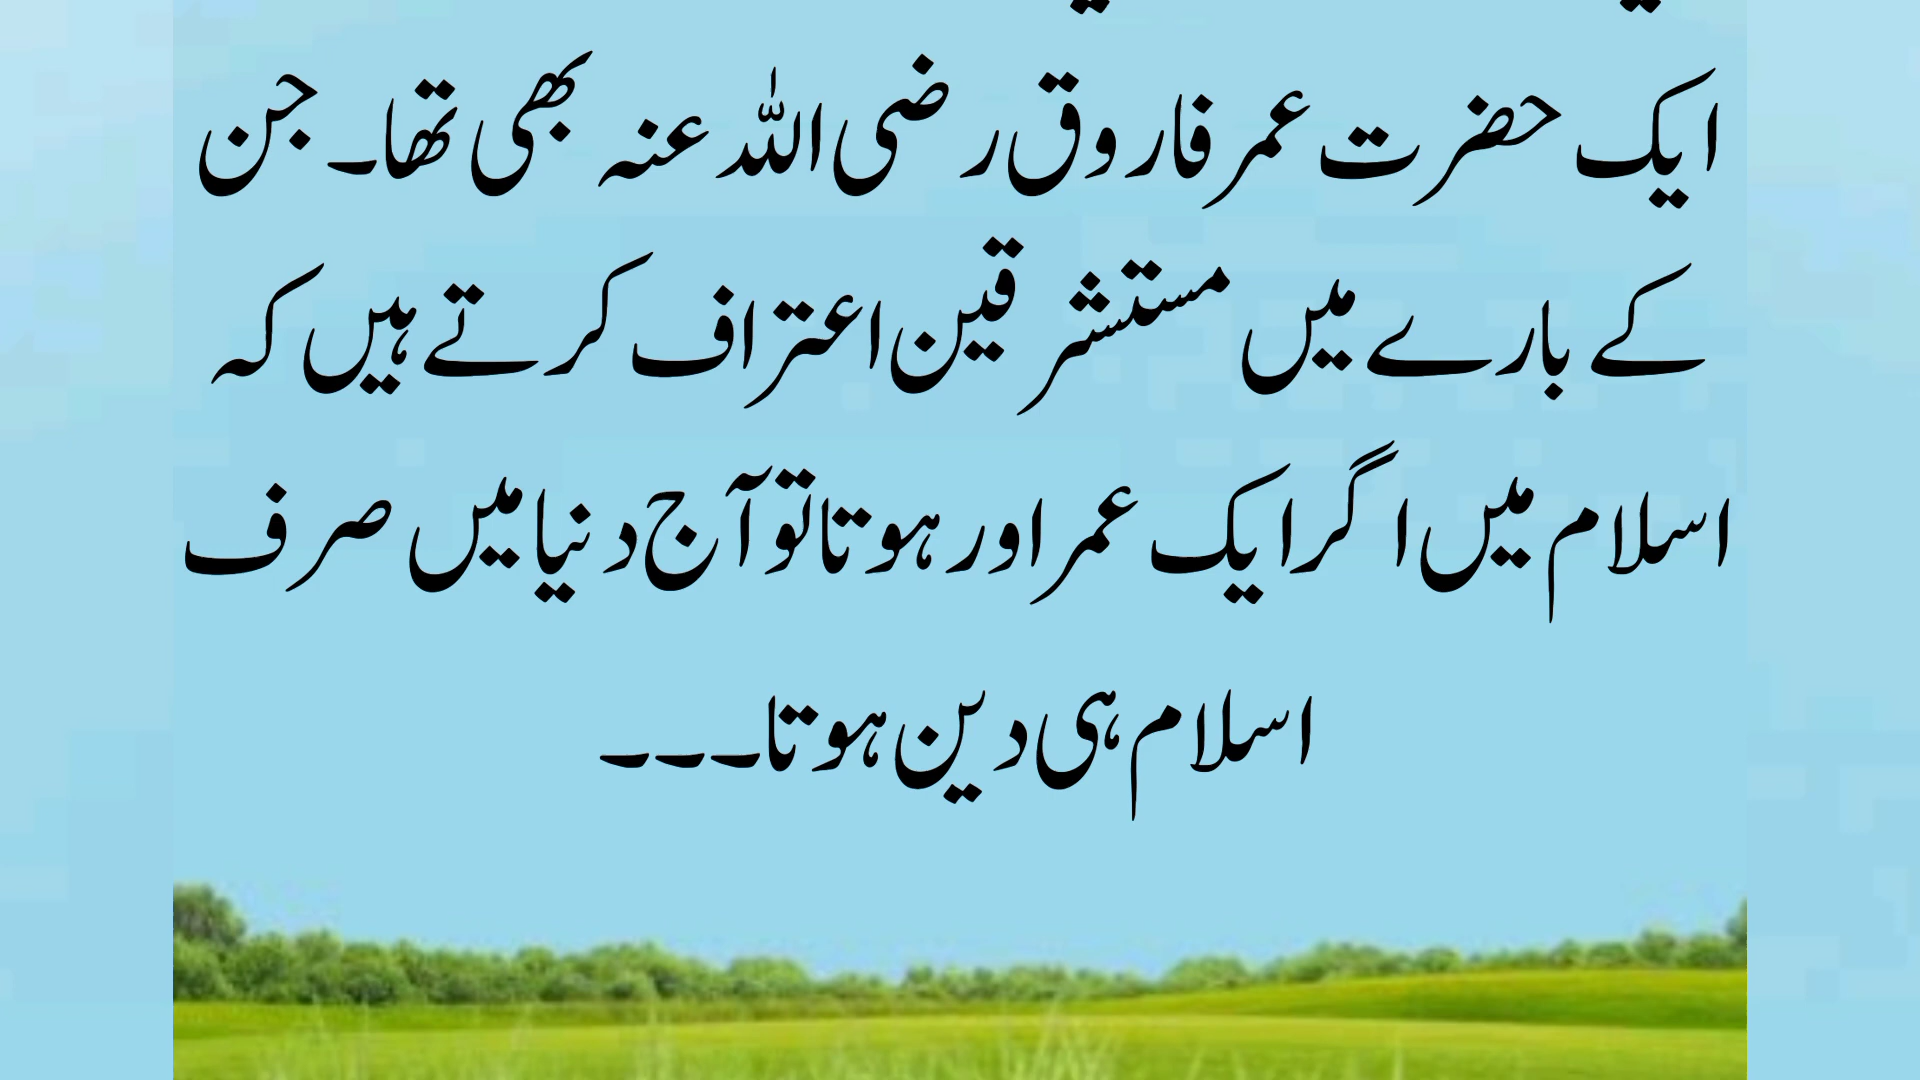 ایک حضرت عمر فاروق رضی اللہ عنہ بھی تھا۔ جن
کے بارے میں مستشرقین اعتراف کرتے ہیں کہ
اسلام میں اگر ایک عمر اور ہوتا تو آج دنیا میں صرف
اسلام ہی دین ہوتا۔۔۔